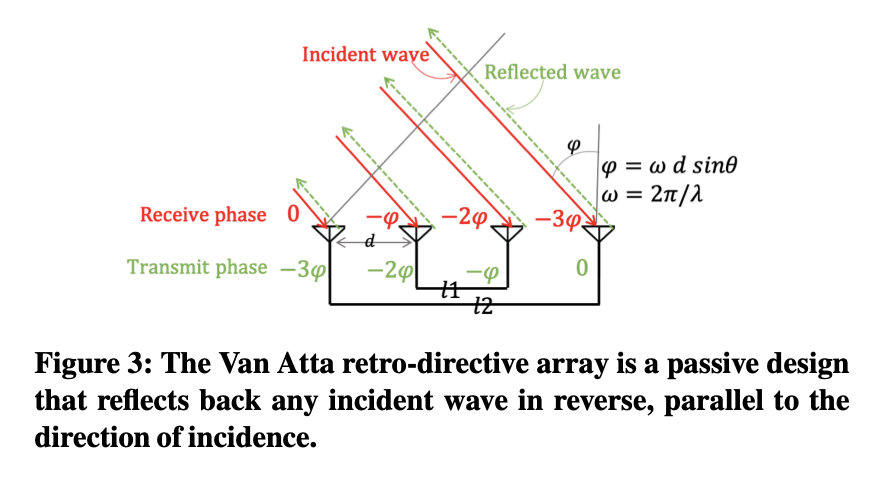 Incident wave
Reflected wave
φ
φ = ω d sinθ
ω = 2π/λ
Receive phase 0 −φ −2φ −3φ
d
Transmit phase −3φ −2φ −φ 0
l1
l2
Figure 3: The Van Atta retro-directive array is a passive design
that reflects back any incident wave in reverse, parallel to the
direction of incidence.